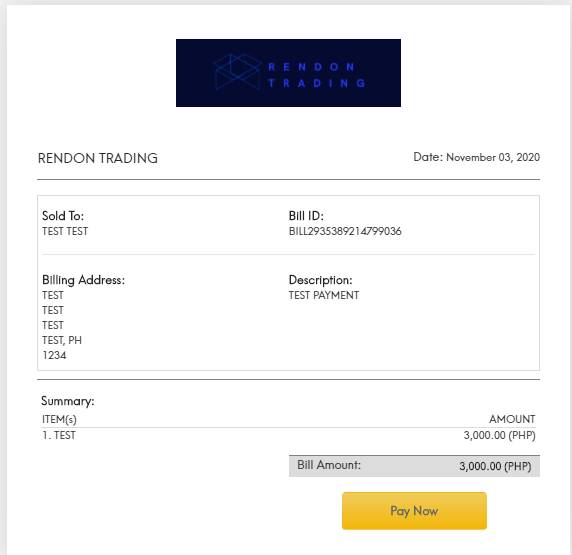 RENDON
TRADING
RENDON TRADING
Date: November 03, 2020
Sold To:
TEST TEST
Bill ID:
BILL2935389214799036
Billing Address:
TEST
TEST
TEST
TEST, PH
1234
Description:
TEST PAYMENT
Summary:
ITEM(s) AMOUNT
1. TEST 3,000.00 (PHP)
Bill Amount: 3,000.00 (PHP)
Pay Now